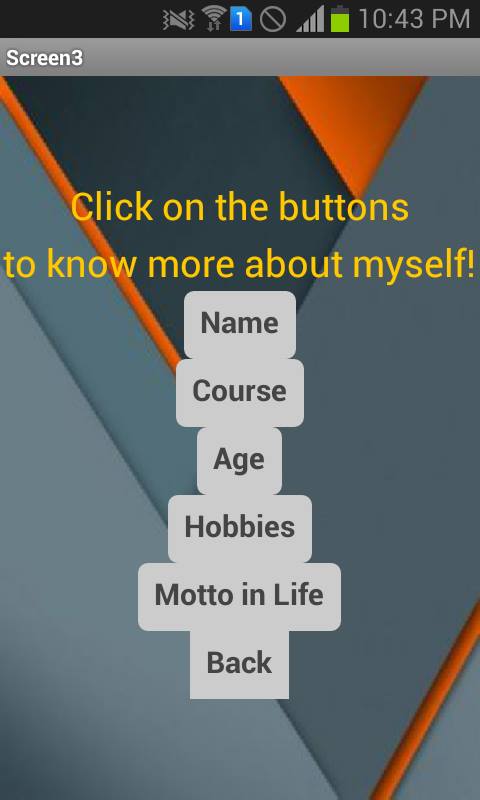 1 10:43 PM
Screen3
Click on the buttons
to know more about myself!
Name
Course
Age
Hobbies
Motto in Life
Back